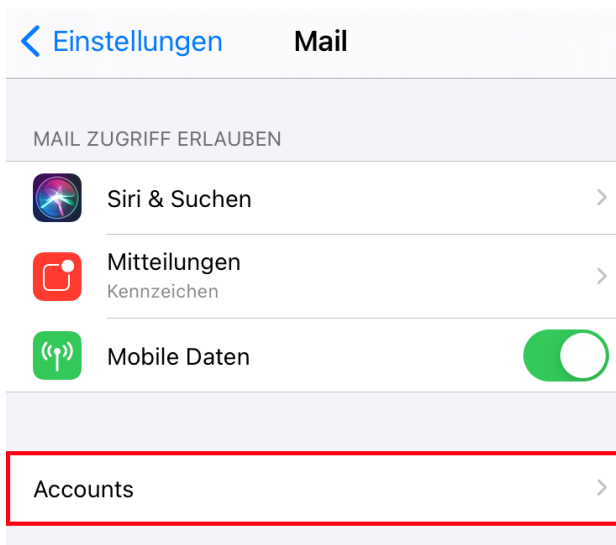 Einstellungen Mail
MAIL ZUGRIFF ERLAUBEN
Siri & Suchen
Mitteilungen
Kennzeichen
Mobile Daten
Accounts